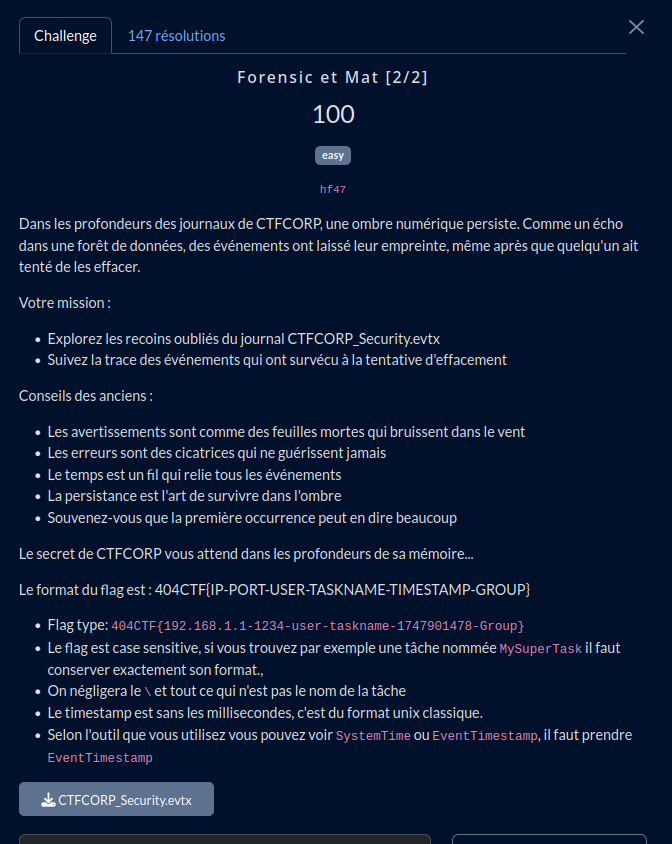 Challenge
147 résolutions
Forensic et Mat [2/2]
100
easy
hf47
Dans les profondeurs des journaux de CTFCORP, une ombre numérique persiste. Comme un écho
dans une forêt de données, des événements ont laissé leur empreinte, même après que quelqu'un ait
tenté de les effacer.
Votre mission :
• Explorez les recoins oubliés du journal CTFCORP_Security.evtx
• Suivez la trace des événements qui ont survécu à la tentative d'effacement
Conseils des anciens :
• Les avertissements sont comme des feuilles mortes qui bruissent dans le vent
• Les erreurs sont des cicatrices qui ne guérissent jamais
• Le temps est un fil qui relie tous les événements
• La persistance est l'art de survivre dans l'ombre
• Souvenez-vous que la première occurrence peut en dire beaucoup
Le secret de CTFCORP vous attend dans les profondeurs de sa mémoire...
Le format du flag est : 404CTF{IP-PORT-USER-TASKNAME-TIMESTAMP-GROUP}
• Flag type: 404CTF{192.168.1.1-1234-user-taskname-1747901478-Group}
• Le flag est case sensitive, si vous trouvez par exemple une tâche nommée MySuperTask il faut
conserver exactement son format.,
• On négligera le \ et tout ce qui n'est pas le nom de la tâche
• Le timestamp est sans les millisecondes, c'est du format unix classique.
• Selon l'outil que vous utilisez vous pouvez voir SystemTime ou EventTimestamp, il faut prendre
EventTimestamp
CTFCORP_Security.evtx